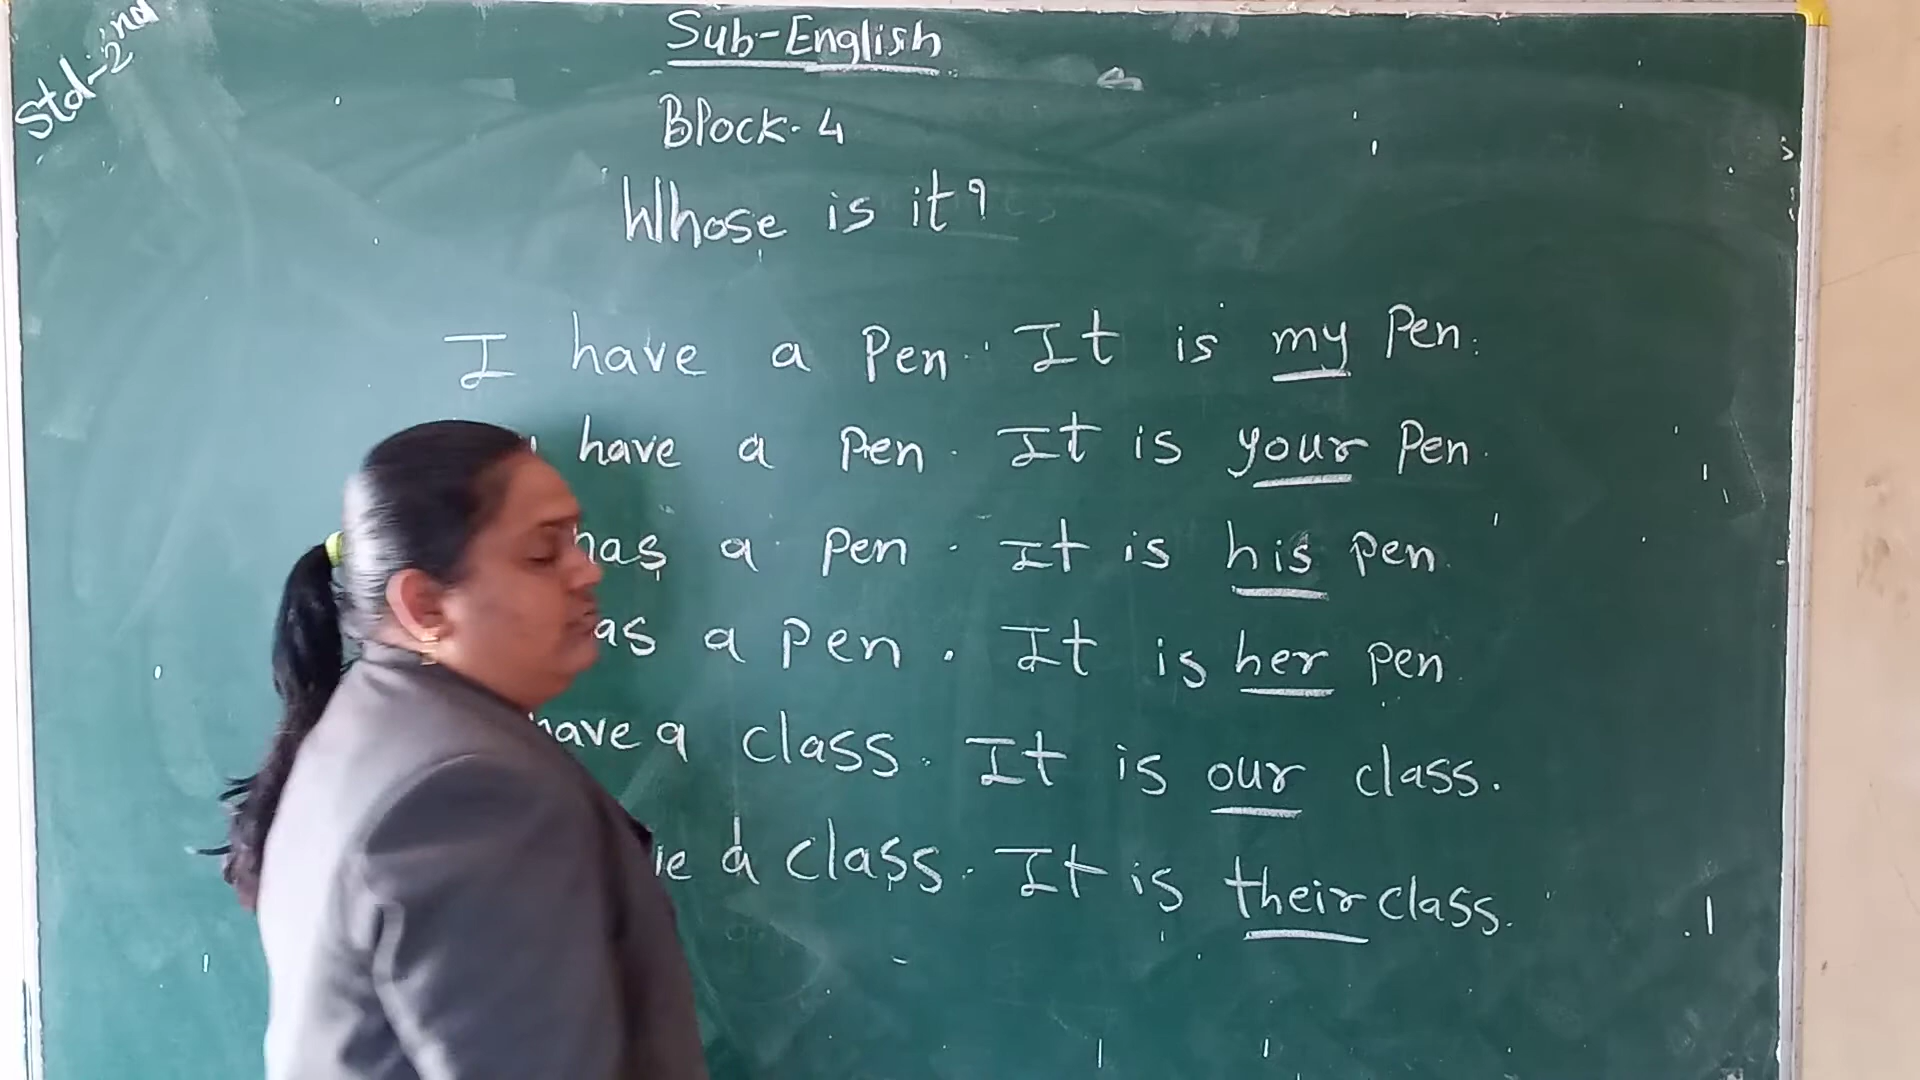 Std-2nd
Sub-English
Block-4
Whose is it?
I have a Pen. It is my Pen.
have a pen. It is your Pen.
has a pen. It is his pen.
as a pen. It is her pen.
have a class. It is our class.
a class. It is their class.